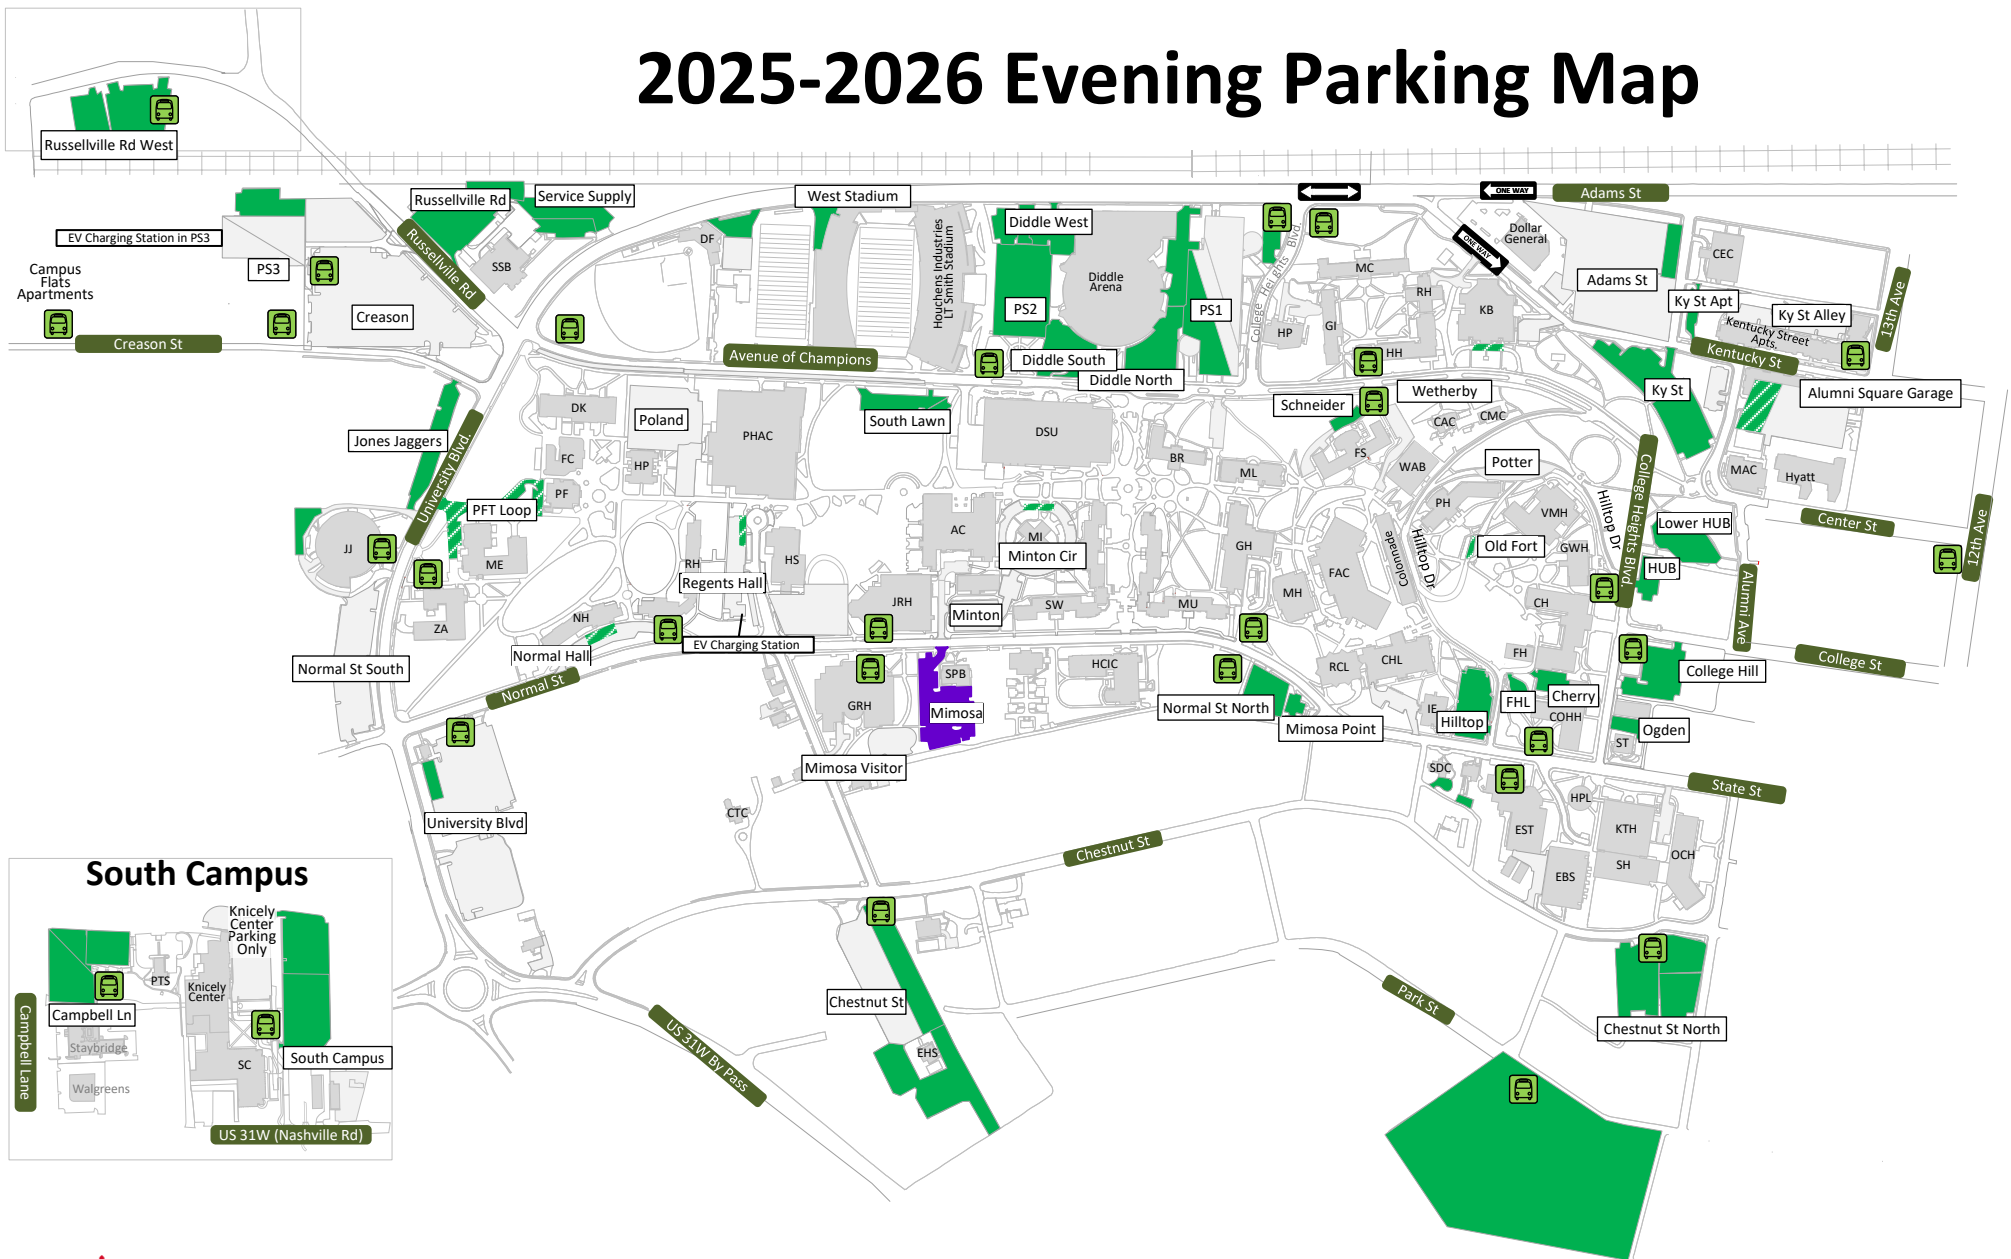 2025-2026 Evening Parking Map
Russellville Rd West
Russellville Rd
Service Supply
West Stadium
Diddle West
ONE WAY
Adams St
EV Charging Station in PS3
PS3
Campus
Flats
Apartments
Creason
Creason St
Russellville Rd
SSB
DF
Houchens Industries
LT Smith Stadium
Diddle
Arena
PS2
PS1
College Heights Blvd.
MC
RH
GI
HP
HH
KB
ONE WAY
Dollar
General
Adams St
CEC
Ky St Apt
Ky St Alley
Kentucky Street
Apts.
13th Ave
Kentucky St
Avenue of Champions
Diddle South
Diddle North
Wetherby
Schneider
Ky St
Alumni Square Garage
DK
Poland
PHAC
South Lawn
DSU
Jones Jaggers
University Blvd.
FC
HP
PF
PFT Loop
BR
ML
FS
CAC
CMC
WAB
Potter
PH
VMH
Hilltop Dr
College Heights Blvd.
MAC
Hyatt
Center St
12th Ave
Lower HUB
HUB
Alumni Ave
JJ
ME
ZA
RH
Regents Hall
HS
AC
MI
Minton Cir
GH
FAC
Colonnade
Hilltop Dr
Old Fort
GWH
CH
NH
Normal Hall
EV Charging Station
JRH
Minton
SW
MU
MH
Normal St South
Normal St
GRH
SPB
Mimosa
HCIC
Normal St North
RCL
CHL
FH
IE
Hilltop
FHL
Cherry
COHH
College Hill
College St
Ogden
ST
Mimosa Point
Mimosa Visitor
SDC
State St
University Blvd
CTC
Chestnut St
HPL
EST
KTH
SH
OCH
EBS
South Campus
Knicely
Center
Parking
Only
PTS
Knicely
Center
Campbell Ln
Campbell Lane
Staybridge
Walgreens
SC
South Campus
US 31W (Nashville Rd)
Chestnut St
EHS
US 31W By Pass
Park St
Chestnut St North